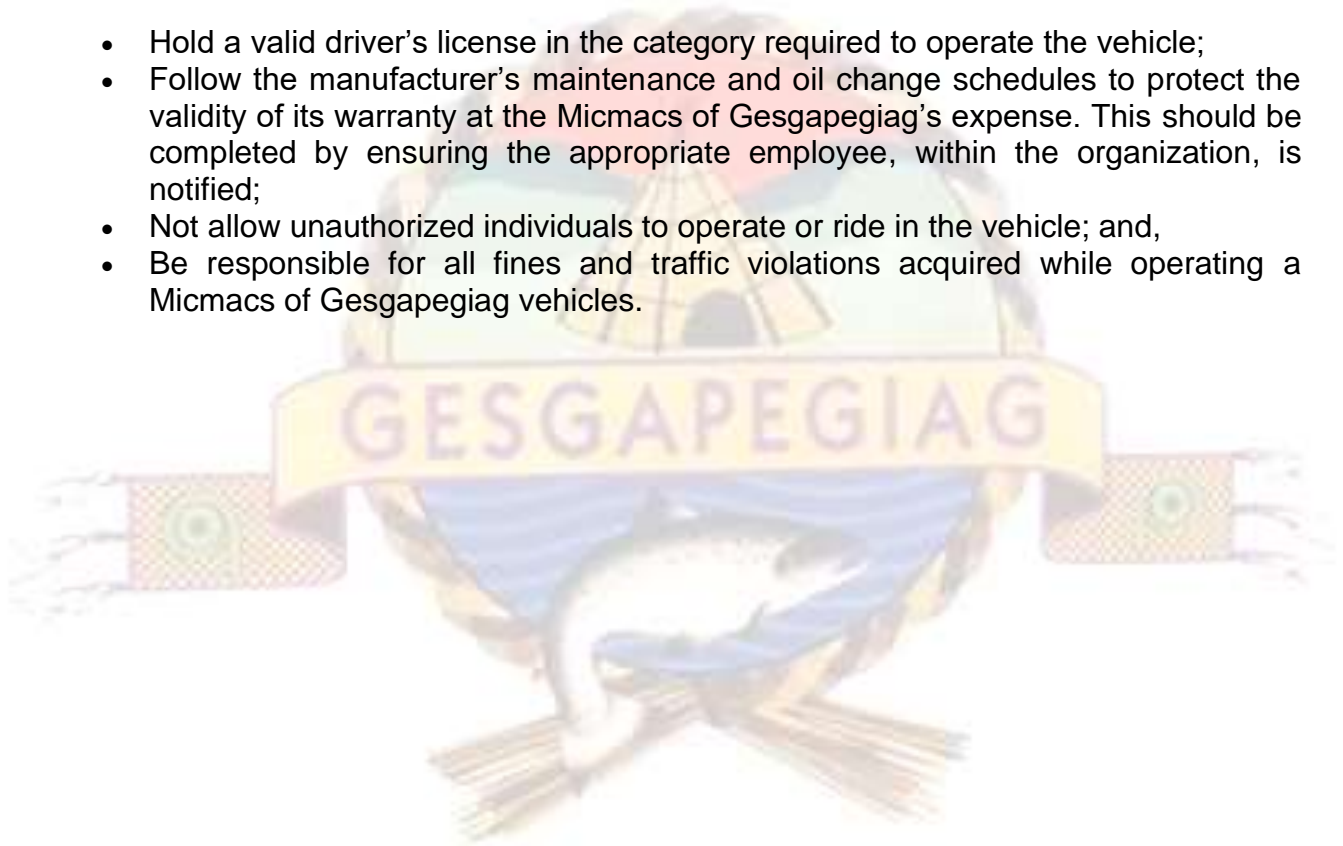 • Hold a valid driver’s license in the category required to operate the vehicle;
• Follow the manufacturer’s maintenance and oil change schedules to protect the
validity of its warranty at the Micmacs of Gesgapegiag’s expense. This should be
completed by ensuring the appropriate employee, within the organization, is
notified;
• Not allow unauthorized individuals to operate or ride in the vehicle; and,
• Be responsible for all fines and traffic violations acquired while operating a
Micmacs of Gesgapegiag vehicles.
GESGAPEGIAG